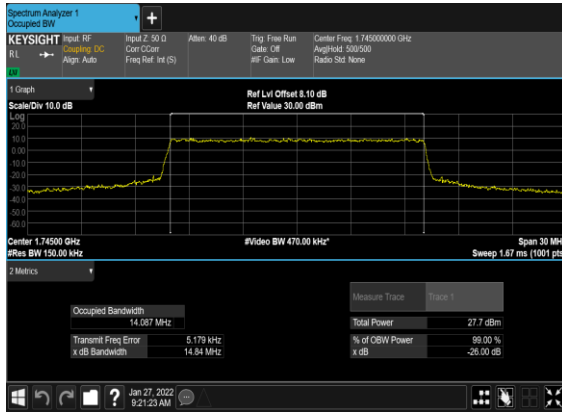 Spectrum Analyzer 1
Occupied BW
+
KEYSIGHT
RL
LXI
Input: RF
Coupling: DC
Align: Auto
Input Z: 50 Ω
Corr CCorr
Freq Ref: Int (S)
Atten: 40 dB
Trig: Free Run
Gate: Off
#IF Gain: Low
Center Freq: 1.745000000 GHz
Avg|Hold: 500/500
Radio Std: None
1 Graph
Scale/Div 10.0 dB
Ref Lvl Offset 8.10 dB
Ref Value 30.00 dBm
Log
20.0
10.0
0.00
-10.0
-20.0
-30.0
-40.0
-50.0
-60.0
Center 1.74500 GHz
#Res BW 150.00 kHz
#Video BW 470.00 kHz*
Span 30 MH
Sweep 1.67 ms (1001 pts
2 Metrics
Measure Trace
Trace 1
Occupied Bandwidth
14.087 MHz
Total Power
27.7 dBm
Transmit Freq Error
5.179 kHz
% of OBW Power
99.00 %
x dB Bandwidth
14.84 MHz
x dB
-26.00 dB
?
Jan 27, 2022
9:21:23 AM